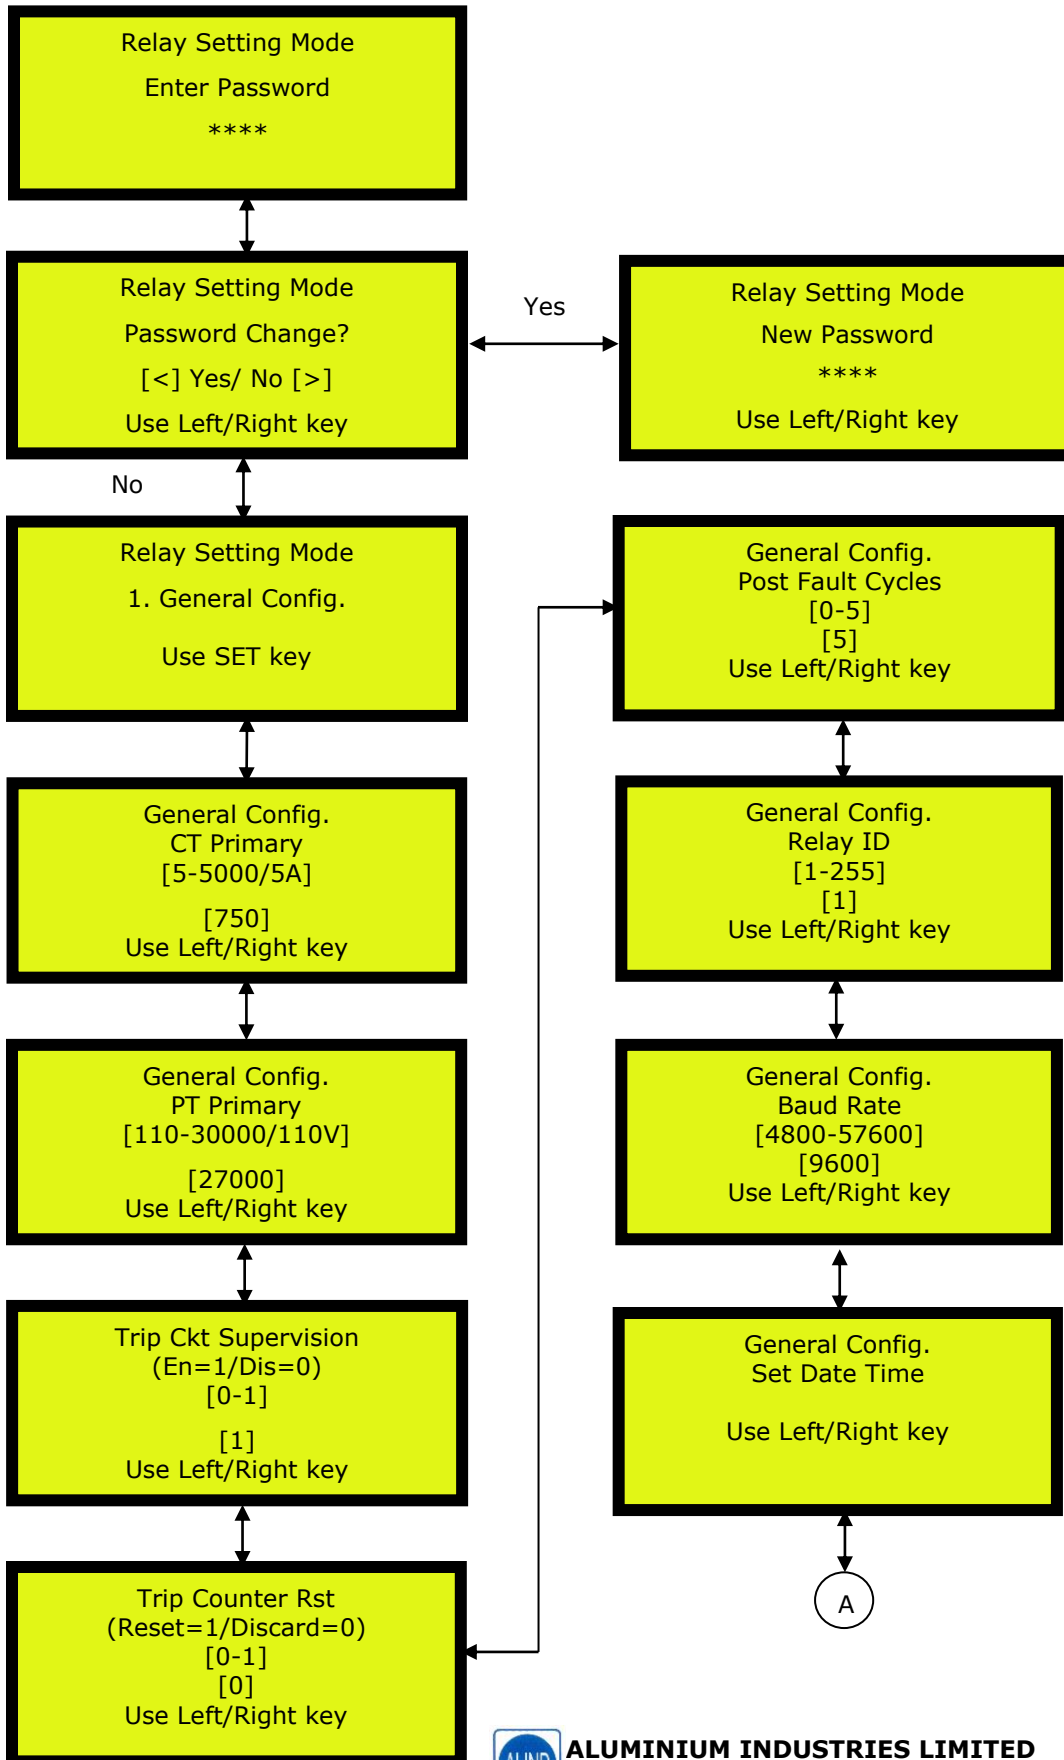 Relay Setting Mode
Enter Password
****
Relay Setting Mode
Password Change?
[<] Yes/ No [>]
Use Left/Right key
Yes
Relay Setting Mode
New Password
****
Use Left/Right key
No
Relay Setting Mode
1. General Config.
Use SET key
General Config.
CT Primary
[5-5000/5A]
[750]
Use Left/Right key
General Config.
PT Primary
[110-30000/110V]
[27000]
Use Left/Right key
Trip Ckt Supervision
(En=1/Dis=0)
[0-1]
[1]
Use Left/Right key
Trip Counter Rst
(Reset=1/Discard=0)
[0-1]
[0]
Use Left/Right key
General Config.
Post Fault Cycles
[0-5]
[5]
Use Left/Right key
General Config.
Relay ID
[1-255]
[1]
Use Left/Right key
General Config.
Baud Rate
[4800-57600]
[9600]
Use Left/Right key
General Config.
Set Date Time
Use Left/Right key
A
ALUMINIUM INDUSTRIES LIMITED